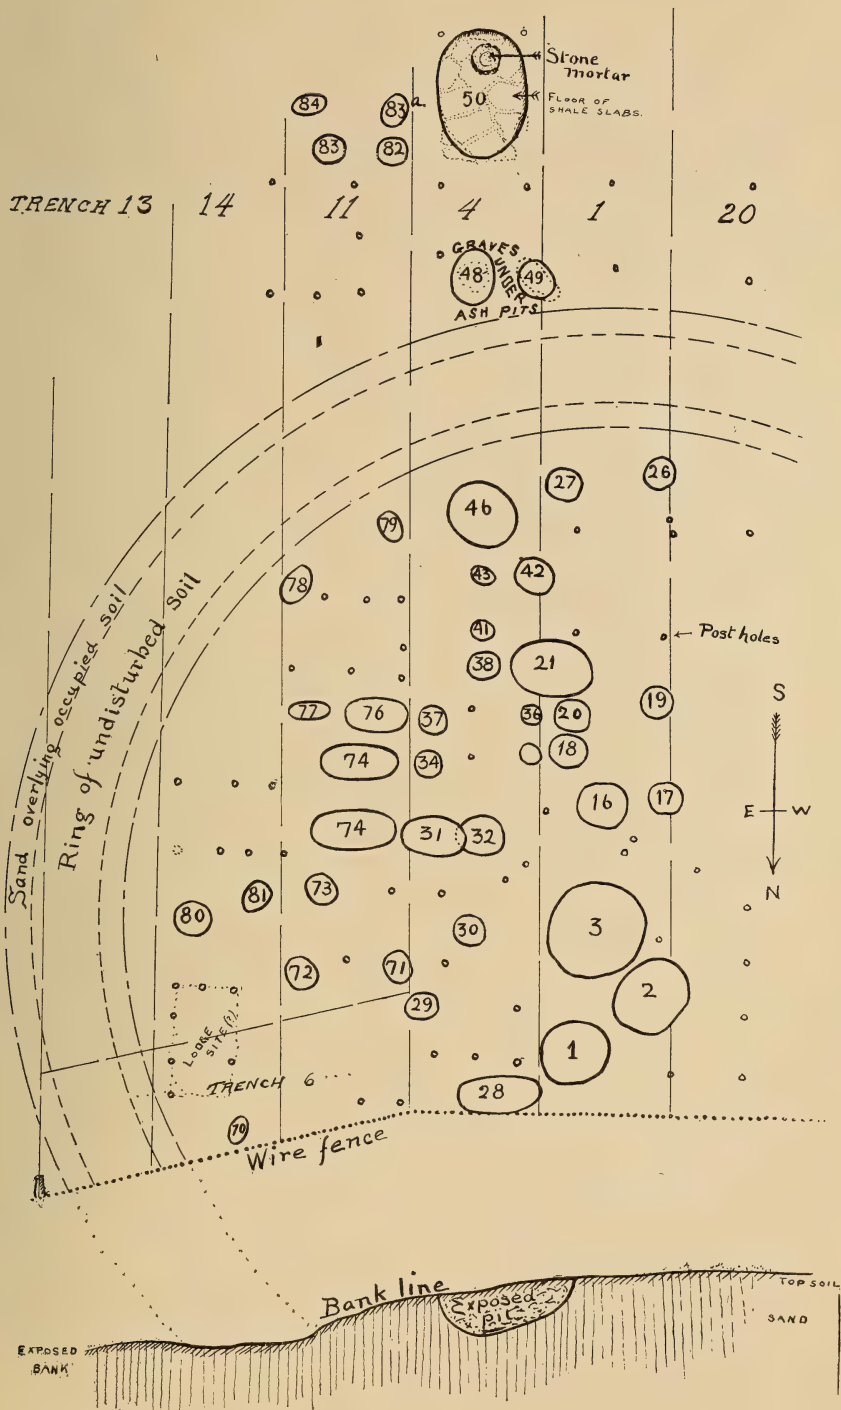 Stone
mortar
84
83
a.
50
FLOOR OF
SHALE SLABS.
83
82
TRENCH 13
14
11
4
1
20
GRAVES
UNDER
48
49
ASH PITS
27
26
46
79
43
42
78
Sand overlying occupied soil
Ring of undisturbed soil
41
Post holes
38
21
S
77
76
37
36
20
19
74
34
18
16
17
E
W
74
31
32
N
73
81
80
30
3
72
71
2
29
LODGE
SITE (?)
1
TRENCH 6
28
70
Wire fence
Bank line
Exposed
pit
TOP SOIL
SAND
EXPOSED
BANK